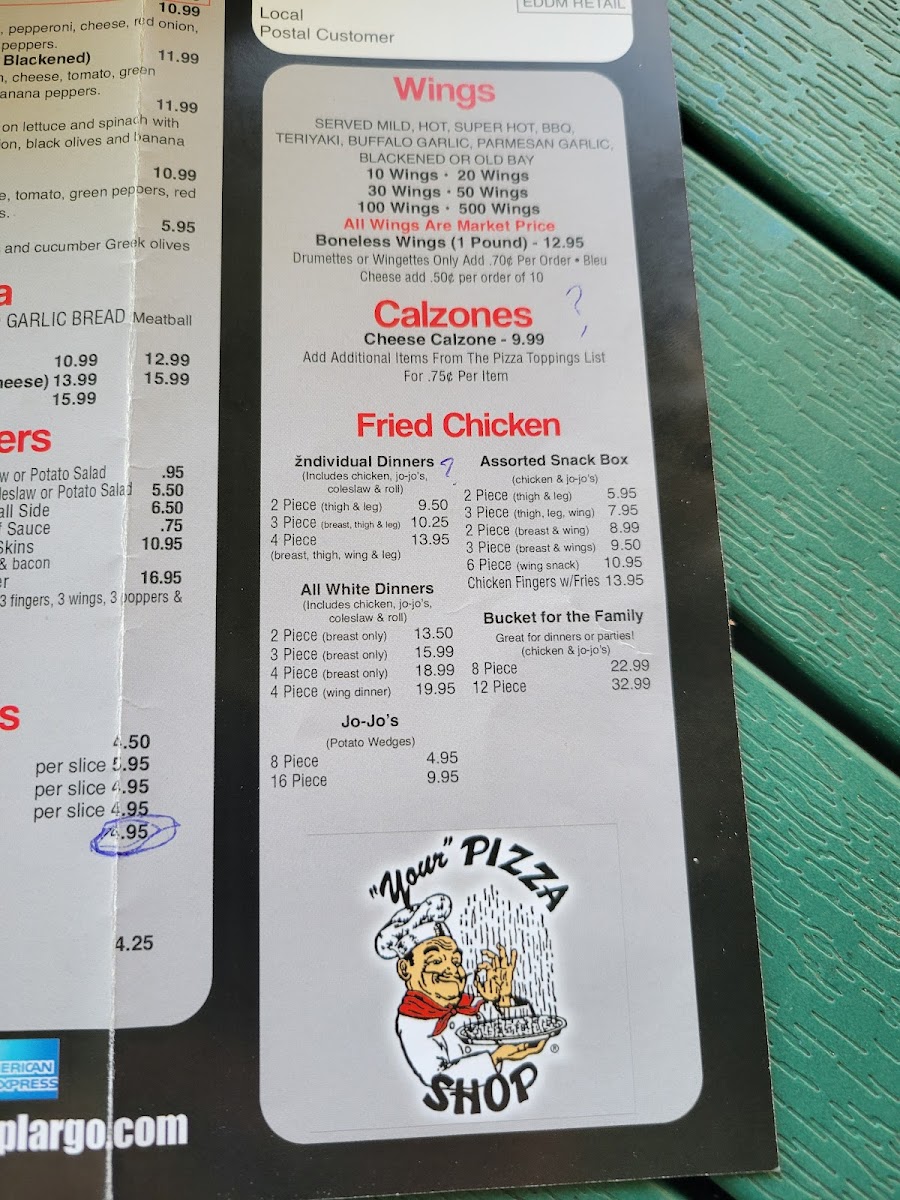 10.99
, pepperoni, cheese, red onion,
peppers.
Blackened) 11.99
, cheese, tomato, green
anana peppers.
11.99
on lettuce and spinach with
ion, black olives and banana
10.99
e, tomato, green peppers, red
s.
5.95
and cucumber Greek olives
a
GARLIC BREAD Meatball
10.99 12.99
heese) 13.99 15.99
15.99
ers
w or Potato Salad .95
leslaw or Potato Salad 5.50
all Side 6.50
f Sauce .75
Skins 10.95
& bacon
er 16.95
3 fingers, 3 wings, 3 poppers &
s
4.50
per slice 5.95
per slice 4.95
per slice 4.95
4.95
4.25
ERICAN
XPRESS
plargo.com
EDDM RETAIL
Local
Postal Customer
Wings
SERVED MILD, HOT, SUPER HOT, BBQ,
TERIYAKI, BUFFALO GARLIC, PARMESAN GARLIC,
BLACKENED OR OLD BAY
10 Wings • 20 Wings
30 Wings • 50 Wings
100 Wings • 500 Wings
All Wings Are Market Price
Boneless Wings (1 Pound) - 12.95
Drumettes or Wingettes Only Add .70¢ Per Order • Bleu
Cheese add .50¢ per order of 10
?
Calzones
Cheese Calzone - 9.99
Add Additional Items From The Pizza Toppings List
For .75¢ Per Item
Fried Chicken
žndividual Dinners ?
(Includes chicken, jo-jo's,
coleslaw & roll)
2 Piece (thigh & leg) 9.50
3 Piece (breast, thigh & leg) 10.25
4 Piece 13.95
(breast, thigh, wing & leg)
All White Dinners
(Includes chicken, jo-jo's,
coleslaw & roll)
2 Piece (breast only) 13.50
3 Piece (breast only) 15.99
4 Piece (breast only) 18.99
4 Piece (wing dinner) 19.95
Jo-Jo's
(Potato Wedges)
8 Piece 4.95
16 Piece 9.95
Assorted Snack Box
(chicken & jo-jo's)
2 Piece (thigh & leg) 5.95
3 Piece (thigh, leg, wing) 7.95
2 Piece (breast & wing) 8.99
3 Piece (breast & wings) 9.50
6 Piece (wing snack) 10.95
Chicken Fingers w/Fries 13.95
Bucket for the Family
Great for dinners or parties!
(chicken & jo-jo's)
8 Piece 22.99
12 Piece 32.99
"Your" PIZZA
SHOP
®